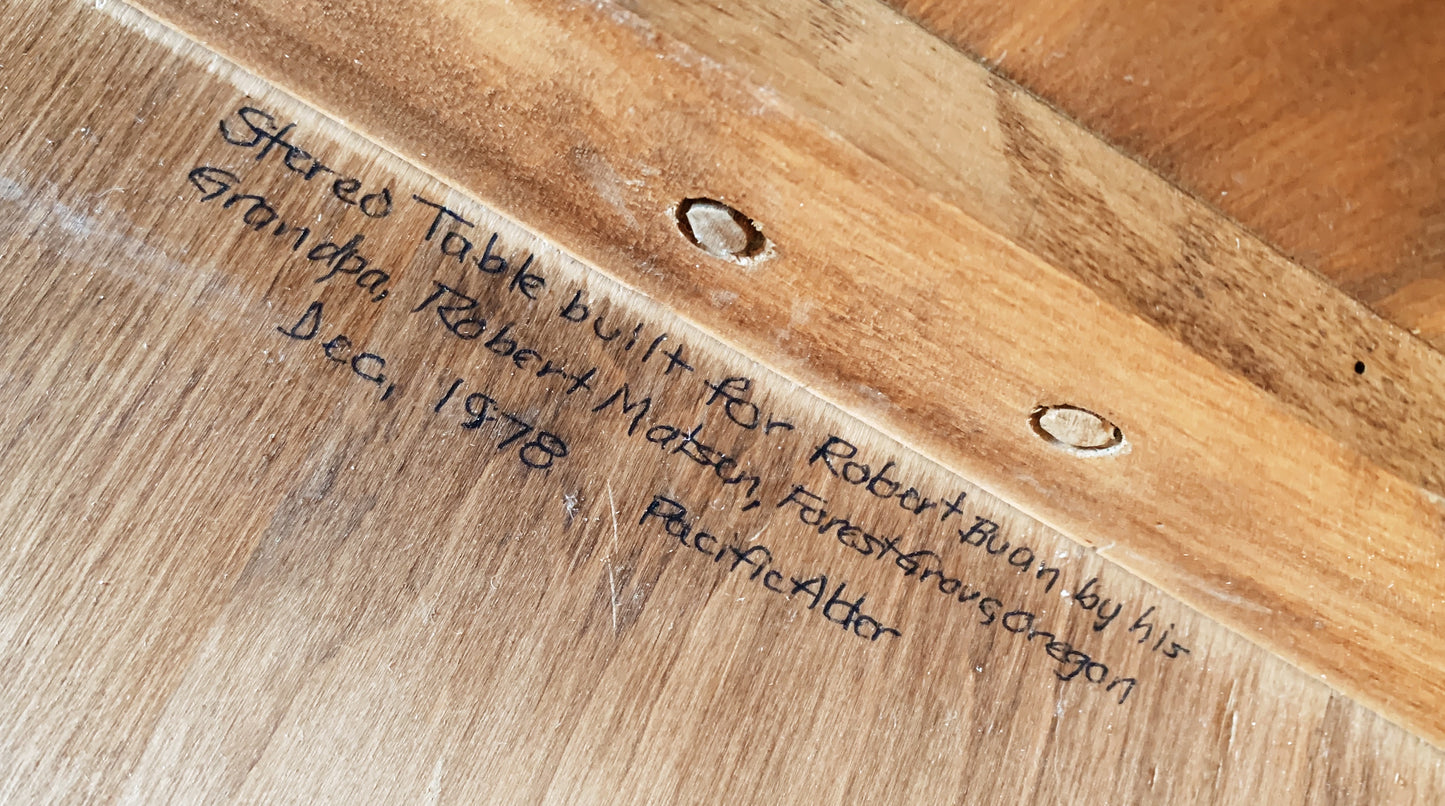 Stereo Table built for Robert Buan by his
Grandpa, Robert Matsen, Forest Grove, Oregon
Dec, 1978 Pacific Alder